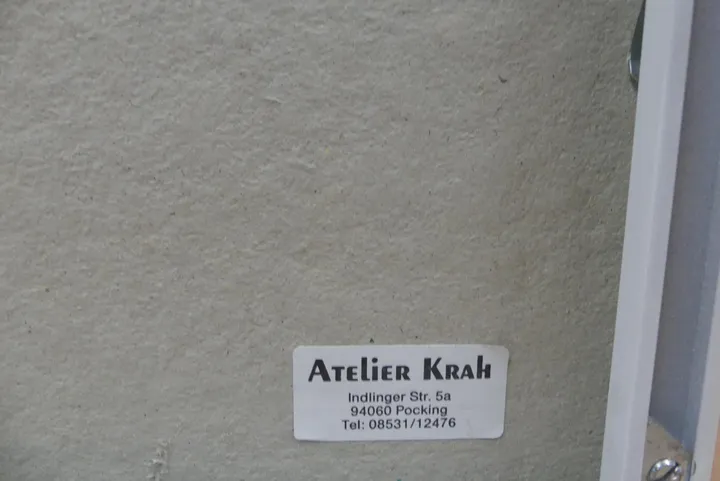 Atelier Krah
Indlinger Str. 5a
94060 Pocking
Tel: 08531/12476